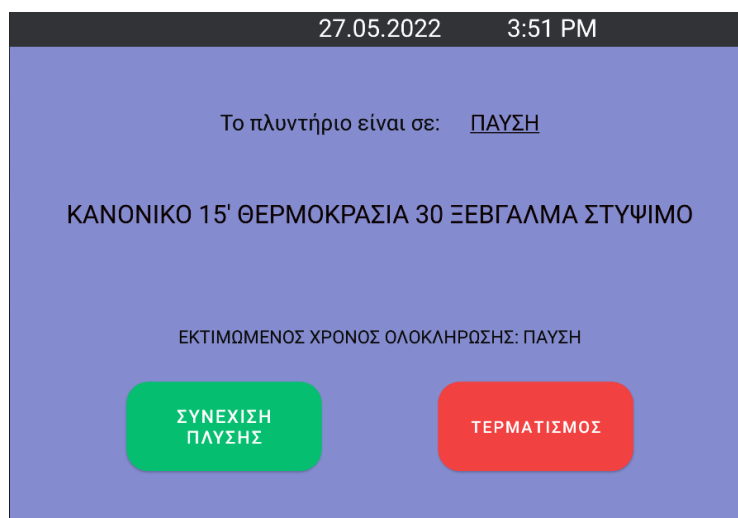 27.05.2022 3:51 PM
Το πλυντήριο είναι σε: ΠΑΥΣΗ
ΚΑΝΟΝΙΚΟ 15' ΘΕΡΜΟΚΡΑΣΙΑ 30 ΞΕΒΓΑΛΜΑ ΣΤΥΨΙΜΟ
ΕΚΤΙΜΩΜΕΝΟΣ ΧΡΟΝΟΣ ΟΛΟΚΛΗΡΩΣΗΣ: ΠΑΥΣΗ
ΣΥΝΕΧΙΣΗ
ΠΛΥΣΗΣ
ΤΕΡΜΑΤΙΣΜΟΣ